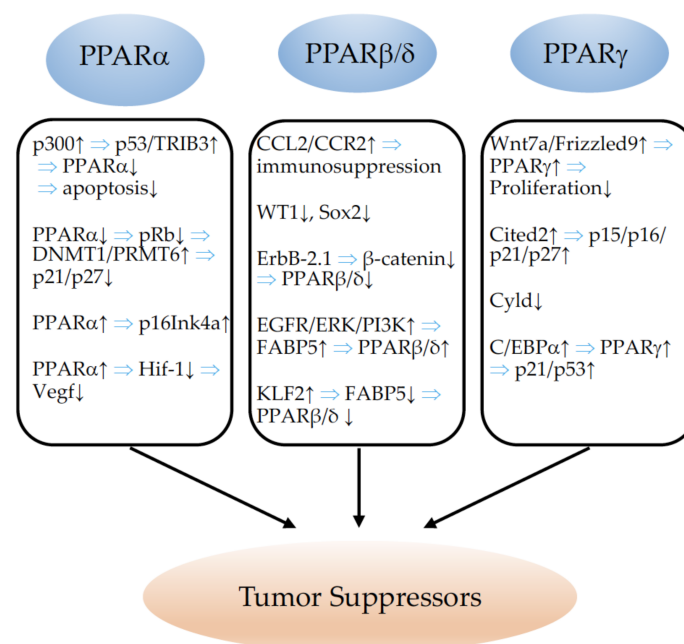 PPARα
p300↑ ⇒ p53/TRIB3↑
⇒ PPARα↓
⇒ apoptosis↓
PPARα↓ ⇒ pRb↓ ⇒
DNMT1/PRMT6↑ ⇒
p21/p27↓
PPARα↑ ⇒ p16Ink4a↑
PPARα↑ ⇒ Hif-1↓ ⇒
Vegf↓
PPARβ/δ
CCL2/CCR2↑ ⇒
immunosuppression
WT1↓, Sox2↓
ErbB-2.1 ⇒ β-catenin↓
⇒ PPARβ/δ↓
EGFR/ERK/PI3K↑ ⇒
FABP5↑ ⇒ PPARβ/δ↑
KLF2↑ ⇒ FABP5↓ ⇒
PPARβ/δ ↓
PPARγ
Wnt7a/Frizzled9↑ ⇒
PPARγ↑ ⇒
Proliferation↓
Cited2↑ ⇒ p15/p16/
p21/p27↑
Cyld↓
C/EBPα↑ ⇒ PPARγ↑
⇒ p21/p53↑
Tumor Suppressors